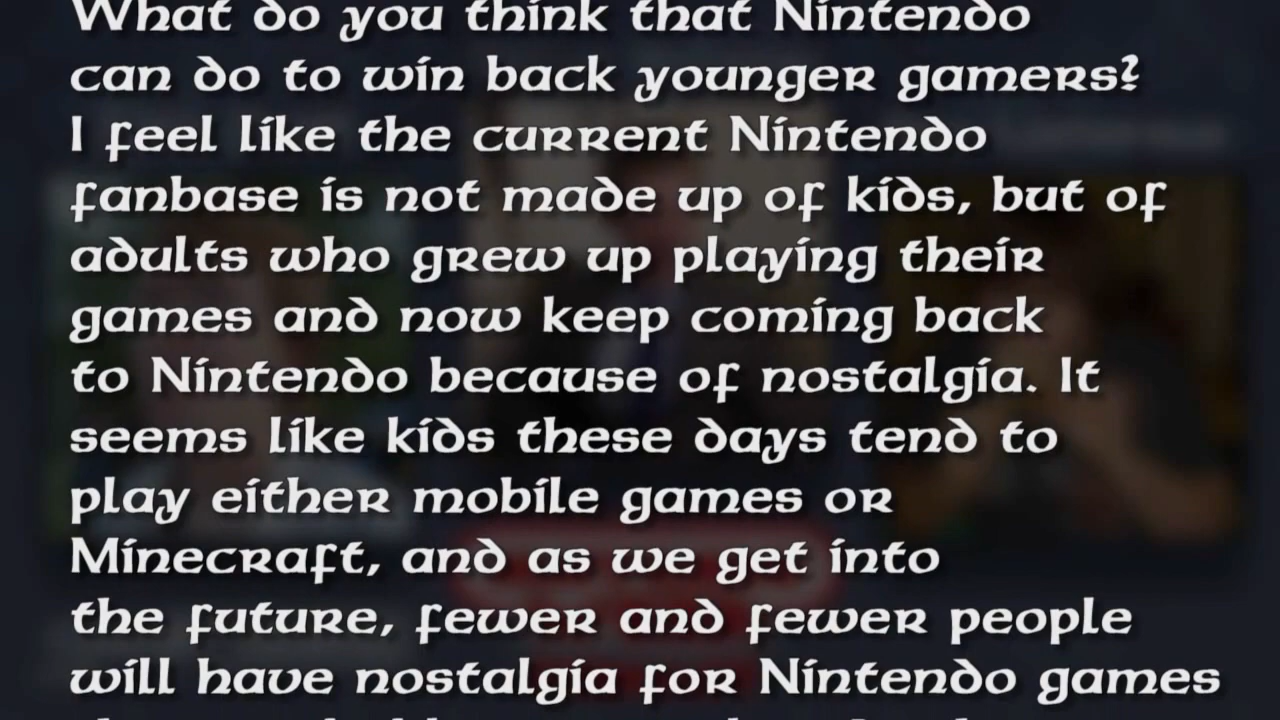 What do you think that Nintendo
can do to win back younger gamers?
I feel like the current Nintendo
fanbase is not made up of kids, but of
adults who grew up playing their
games and now keep coming back
to Nintendo because of nostalgia. It
seems like kids these days tend to
play either mobile games or
Minecraft, and as we get into
the future, fewer and fewer people
will have nostalgia for Nintendo games